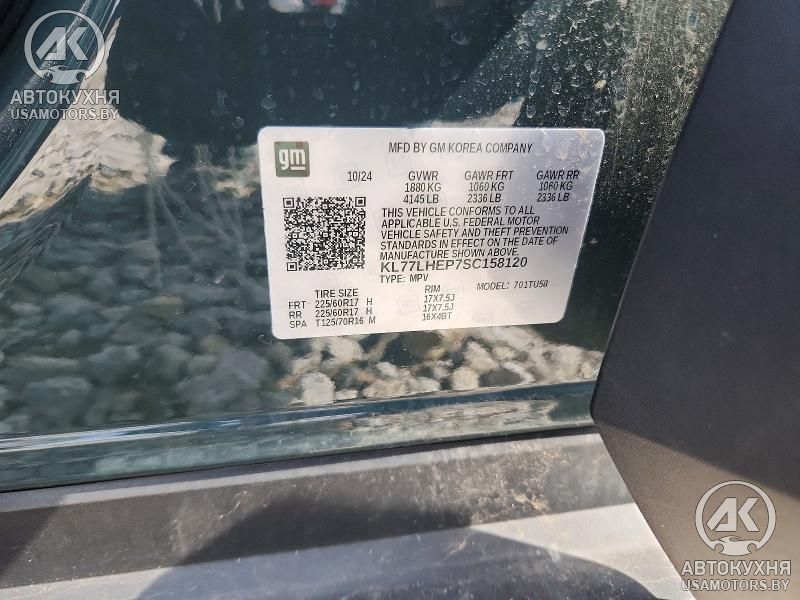 АК
АВТОКУХНЯ
USAMOTORS.BY
gm
MFD BY GM KOREA COMPANY
10/24 GVWR GAWR FRT GAWR RR
1880 KG 1060 KG 1060 KG
4145 LB 2336 LB 2336 LB
THIS VEHICLE CONFORMS TO ALL
APPLICABLE U.S. FEDERAL MOTOR
VEHICLE SAFETY AND THEFT PREVENTION
STANDARDS IN EFFECT ON THE DATE OF
MANUFACTURE SHOWN ABOVE.
KL77LHEP7SC158120
TYPE: MPV MODEL: 701TU58
TIRE SIZE RIM
FRT 225/60R17 H 17X7.5J
RR 225/60R17 H 17X7.5J
SPA T125/70R16 M 16X4BT
АК
АВТОКУХНЯ
USAMOTORS.BY